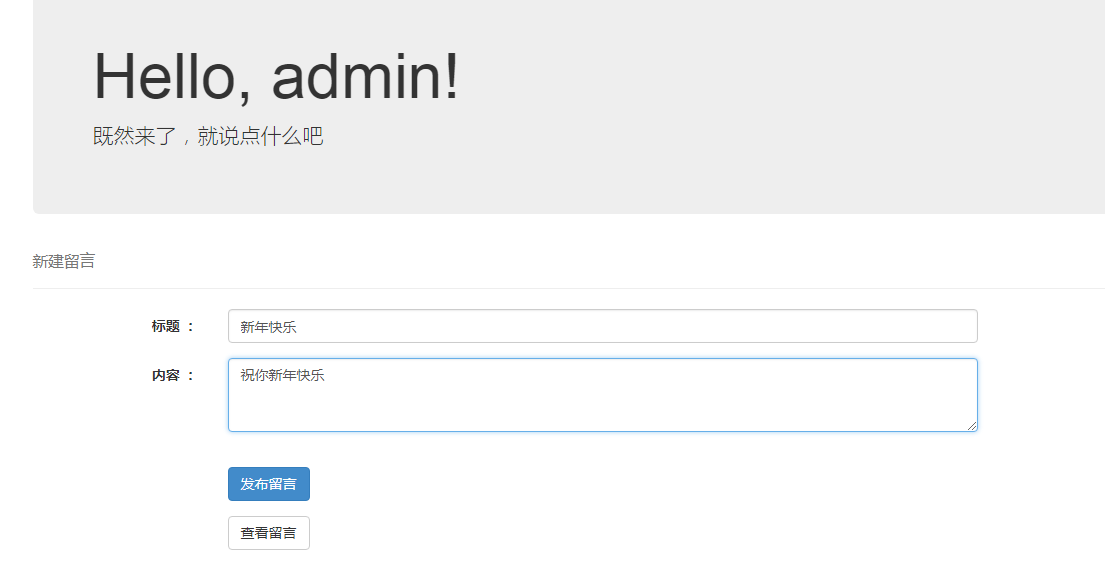 Hello, admin!
既然来了，就说点什么吧
新建留言
标题 ： 新年快乐
内容 ： 祝你新年快乐
发布留言
查看留言